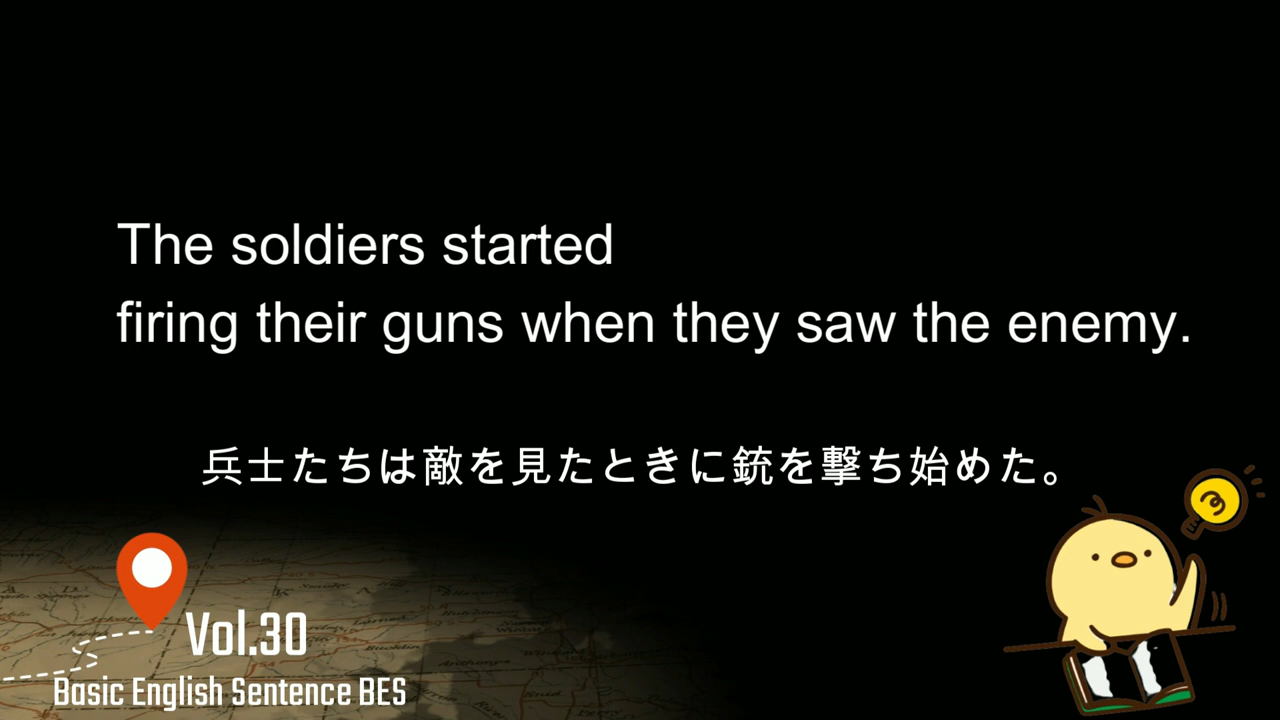 The soldiers started
firing their guns when they saw the enemy.
兵士たちは敵を見たときに銃を撃ち始めた。
Vol.30
Basic English Sentence BES